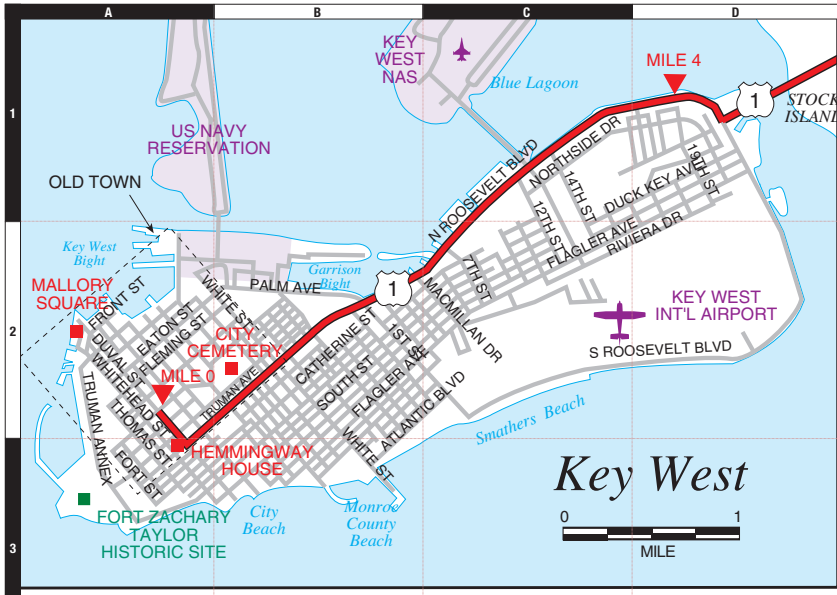 A
B
C
D
1
2
3
KEY
WEST
NAS
Blue Lagoon
MILE 4
1
STOCK
ISLAND
US NAVY
RESERVATION
OLD TOWN
N ROOSEVELT BLVD
NORTHSIDE DR
19TH ST
14TH ST
12TH ST
DUCK KEY AVE
FLAGLER AVE
RIVIERA DR
7TH ST
Key West
Bight
Garrison
Bight
1
PALM AVE
WHITE ST
MALLORY
SQUARE
FRONT ST
EATON ST
FLEMING ST
DUVAL ST
WHITEHEAD ST
THOMAS ST
FORT ST
TRUMAN ANNEX
MILE 0
CITY
CEMETERY
TRUMAN AVE
CATHERINE ST
1ST ST
SOUTH ST
FLAGLER AVE
MACMILLAN DR
ATLANTIC BLVD
WHITE ST
KEY WEST
INT'L AIRPORT
S ROOSEVELT BLVD
Smathers Beach
HEMMINGWAY
HOUSE
FORT ZACHARY
TAYLOR
HISTORIC SITE
City
Beach
Monroe
County
Beach
Key West
0 1
MILE